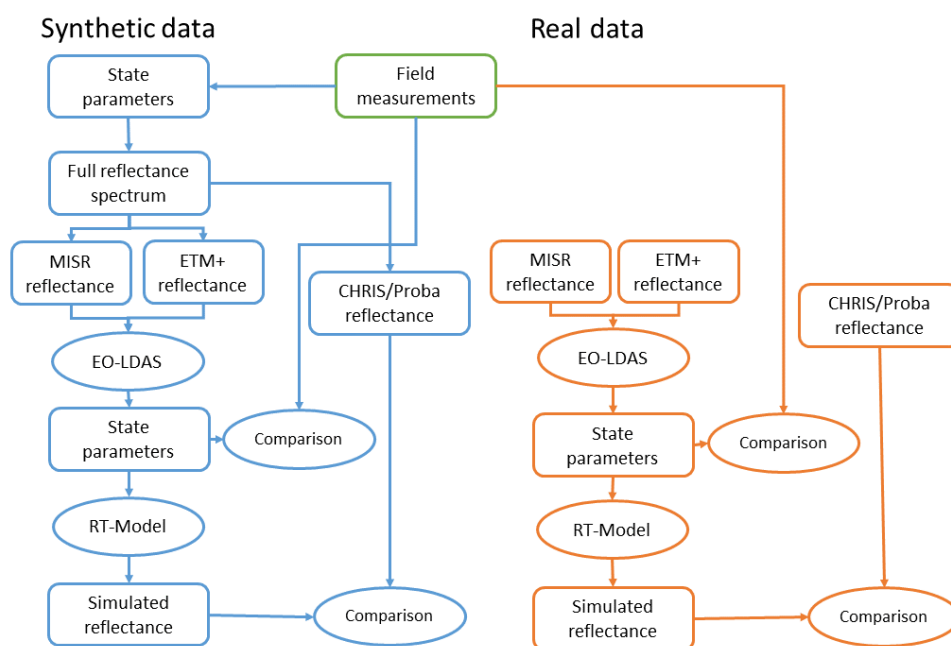 Synthetic data
Real data
State
parameters
Field
measurements
Full reflectance
spectrum
MISR
reflectance
ETM+
reflectance
CHRIS/Proba
reflectance
EO-LDAS
State
parameters
Comparison
RT-Model
Simulated
reflectance
Comparison
MISR
reflectance
ETM+
reflectance
CHRIS/Proba
reflectance
EO-LDAS
State
parameters
Comparison
RT-Model
Simulated
reflectance
Comparison